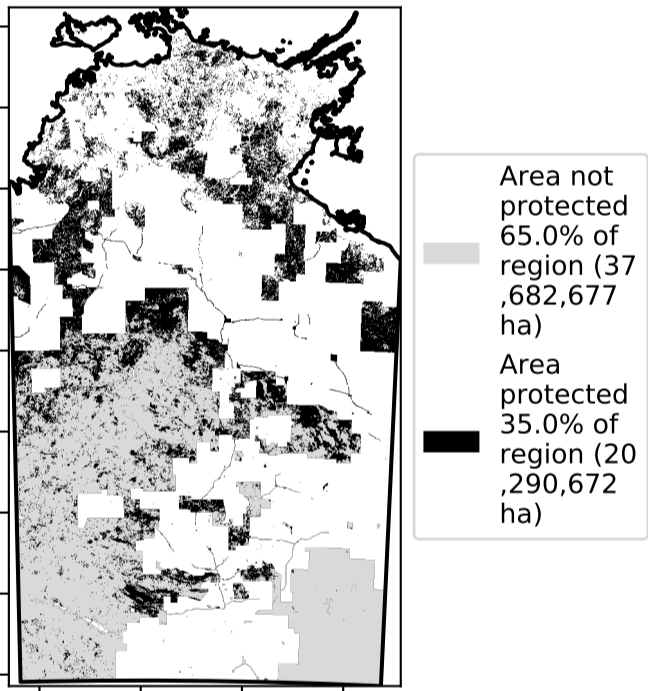 Area not
protected
65.0% of
region (37
,682,677
ha)
Area
protected
35.0% of
region (20
,290,672
ha)